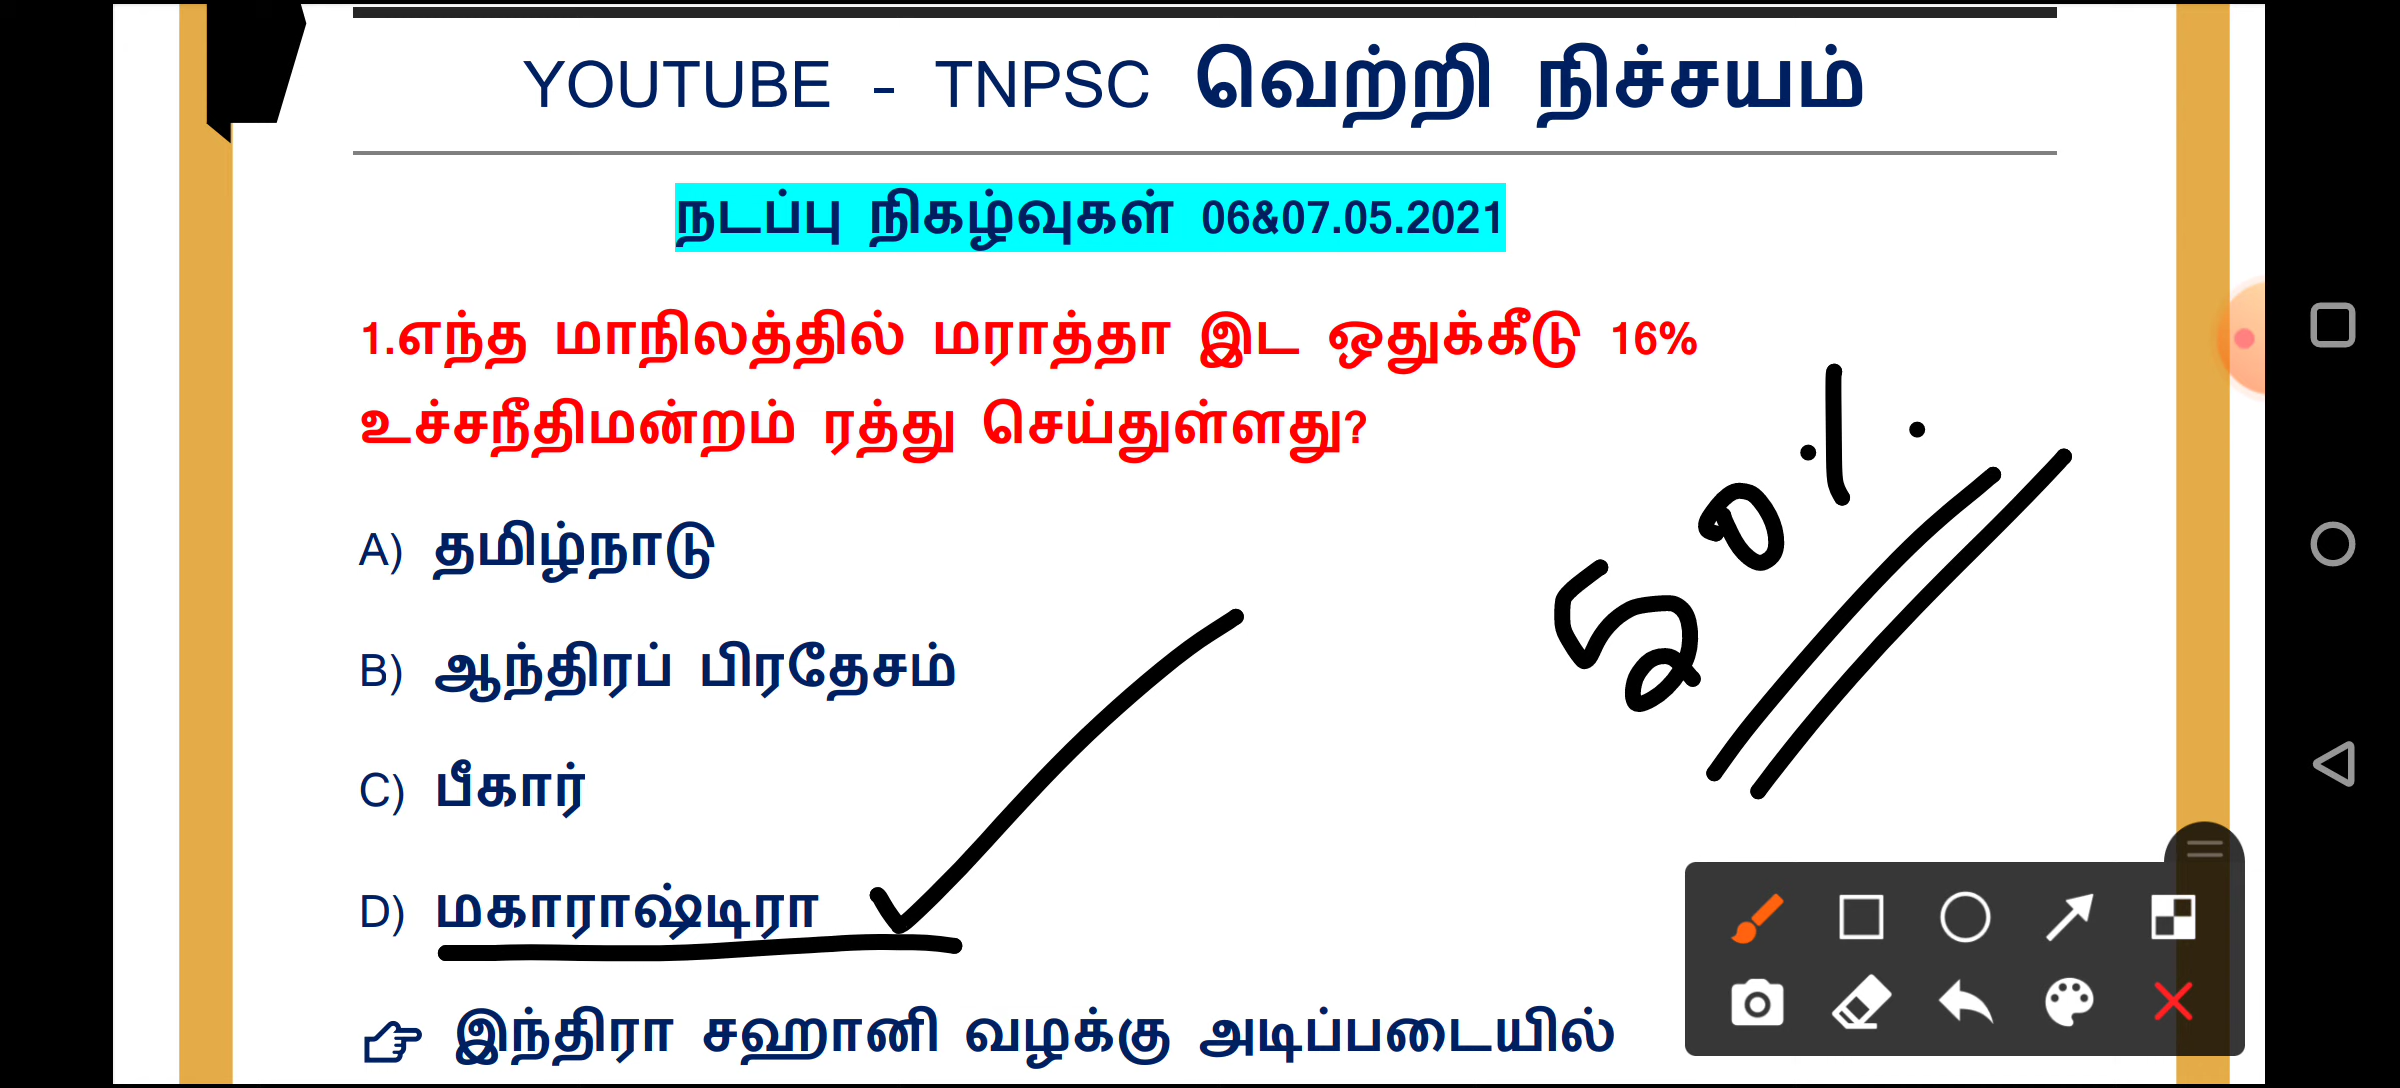 YOUTUBE - TNPSC வெற்றி நிச்சயம்
நடப்பு நிகழ்வுகள் 06&07.05.2021
1.எந்த மாநிலத்தில் மராத்தா இட ஒதுக்கீடு 16%
உச்சநீதிமன்றம் ரத்து செய்துள்ளது?
50%
A) தமிழ்நாடு
B) ஆந்திரப் பிரதேசம்
C) பீகார்
D) மகாராஷ்டிரா
இந்திரா சஹானி வழக்கு அடிப்படையில்